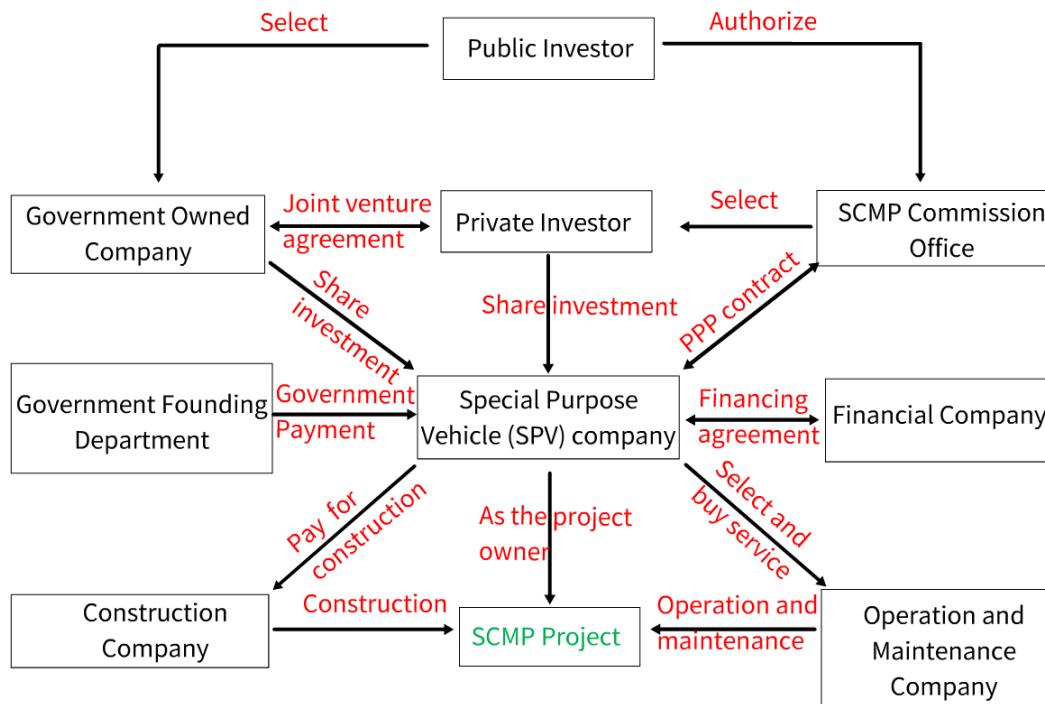 Select
Public Investor
Authorize
Government Owned
Company
Joint venture
agreement
Private Investor
Select
SCMP Commission
Office
Share
investment
Share investment
PPP contract
Government Founding
Department
Government
Payment
Special Purpose
Vehicle (SPV) company
Financing
agreement
Financial Company
Pay for
construction
As the project
owner
Select and
buy service
Construction
Company
Construction
SCMP Project
Operation and
maintenance
Operation and
Maintenance
Company